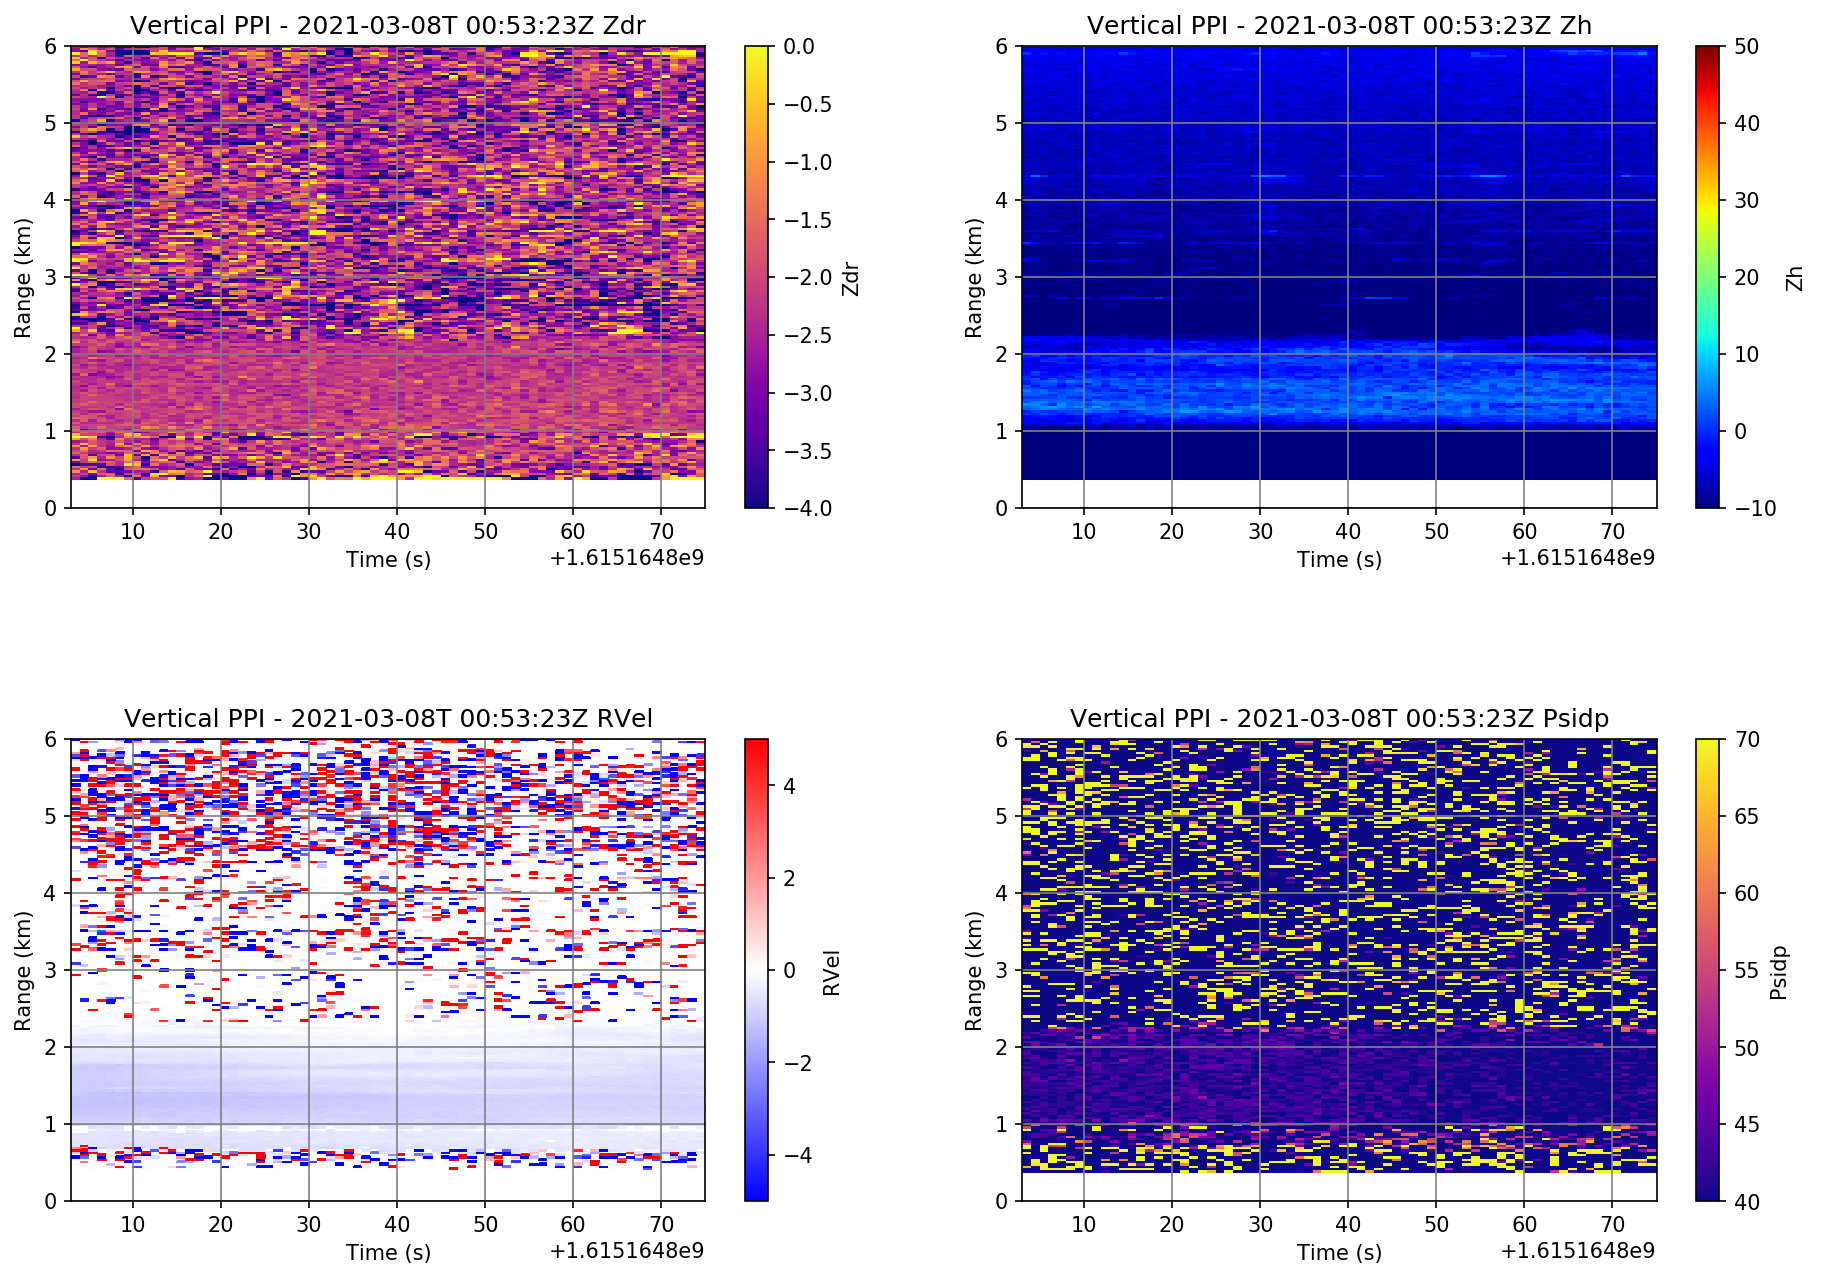 Vertical PPI - 2021-03-08T 00:53:23Z Zdr
6
5
4
3
2
1
0
Range (km)
10 20 30 40 50 60 70
Time (s)
+1.6151648e9
0.0
−0.5
−1.0
−1.5
−2.0
−2.5
−3.0
−3.5
−4.0
Zdr
Vertical PPI - 2021-03-08T 00:53:23Z Zh
6
5
4
3
2
1
0
Range (km)
10 20 30 40 50 60 70
Time (s)
+1.6151648e9
50
40
30
20
10
0
−10
Zh
Vertical PPI - 2021-03-08T 00:53:23Z RVel
6
5
4
3
2
1
0
Range (km)
10 20 30 40 50 60 70
Time (s)
+1.6151648e9
4
2
0
−2
−4
RVel
Vertical PPI - 2021-03-08T 00:53:23Z Psidp
6
5
4
3
2
1
0
Range (km)
10 20 30 40 50 60 70
Time (s)
+1.6151648e9
70
65
60
55
50
45
40
Psidp